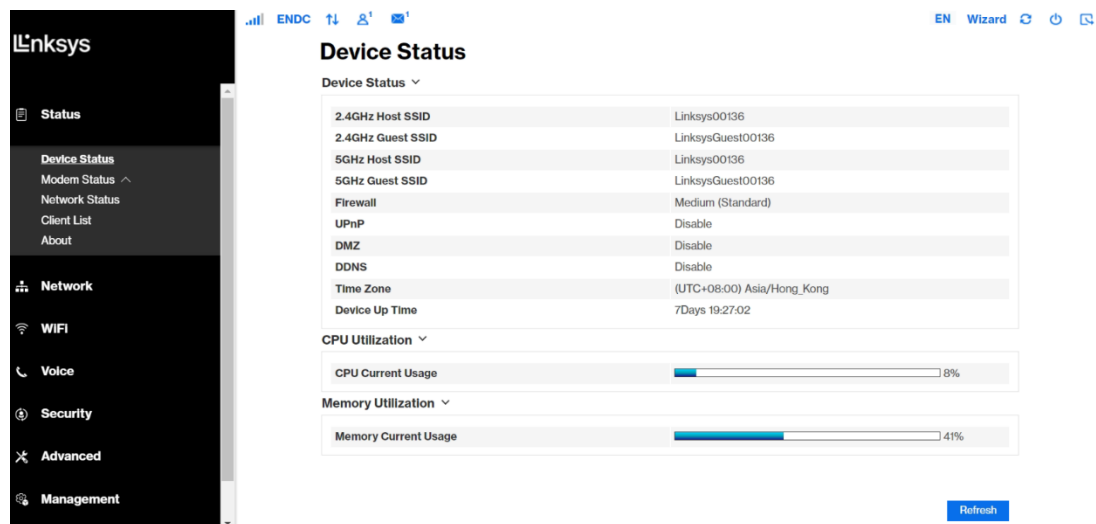 ENDC 1 1 EN Wizard
Linksys
Device Status
Device Status
Status
2.4GHz Host SSID Linksys00136
2.4GHz Guest SSID LinksysGuest00136
5GHz Host SSID Linksys00136
5GHz Guest SSID LinksysGuest00136
Firewall Medium (Standard)
UPnP Disable
DMZ Disable
DDNS Disable
Time Zone (UTC+08:00) Asia/Hong_Kong
Device Up Time 7Days 19:27:02
Device Status
Modem Status
Network Status
Client List
About
Network
WiFi
Voice
Security
Advanced
Management
CPU Utilization
CPU Current Usage 8%
Memory Utilization
Memory Current Usage 41%
Refresh